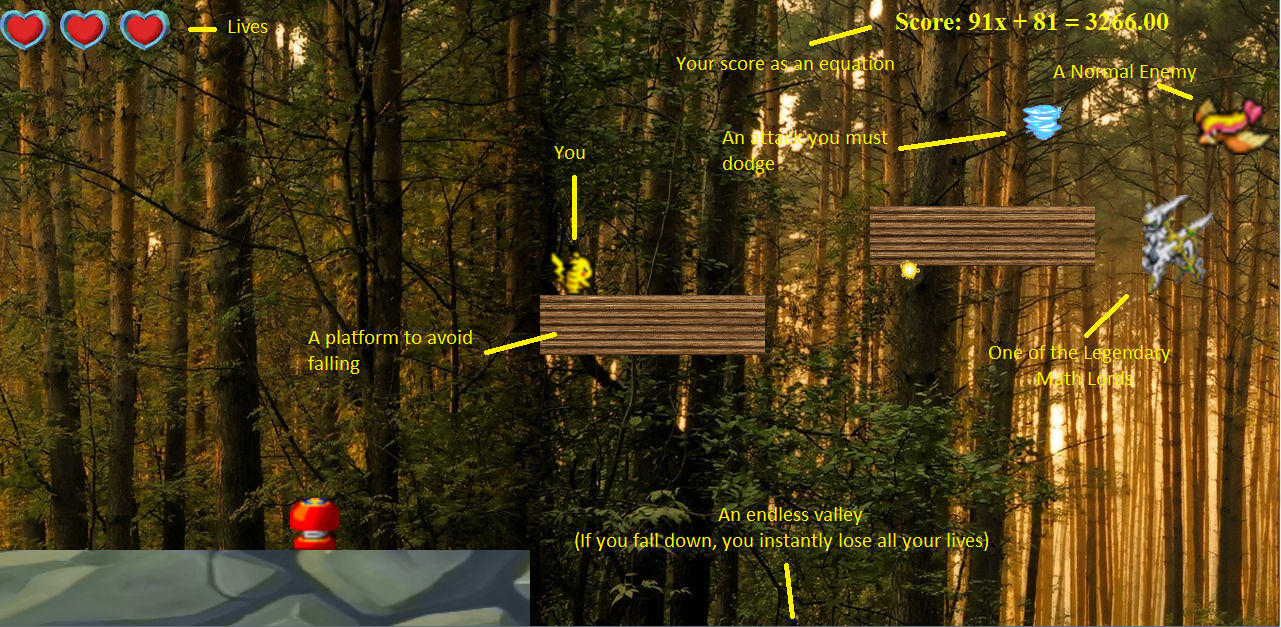 Lives
Score: 91x + 81 = 3266.00
Your score as an equation
A Normal Enemy
An attack you must
dodge
You
A platform to avoid
falling
One of the Legendary
Math Lords
An endless valley
(If you fall down, you instantly lose all your lives)